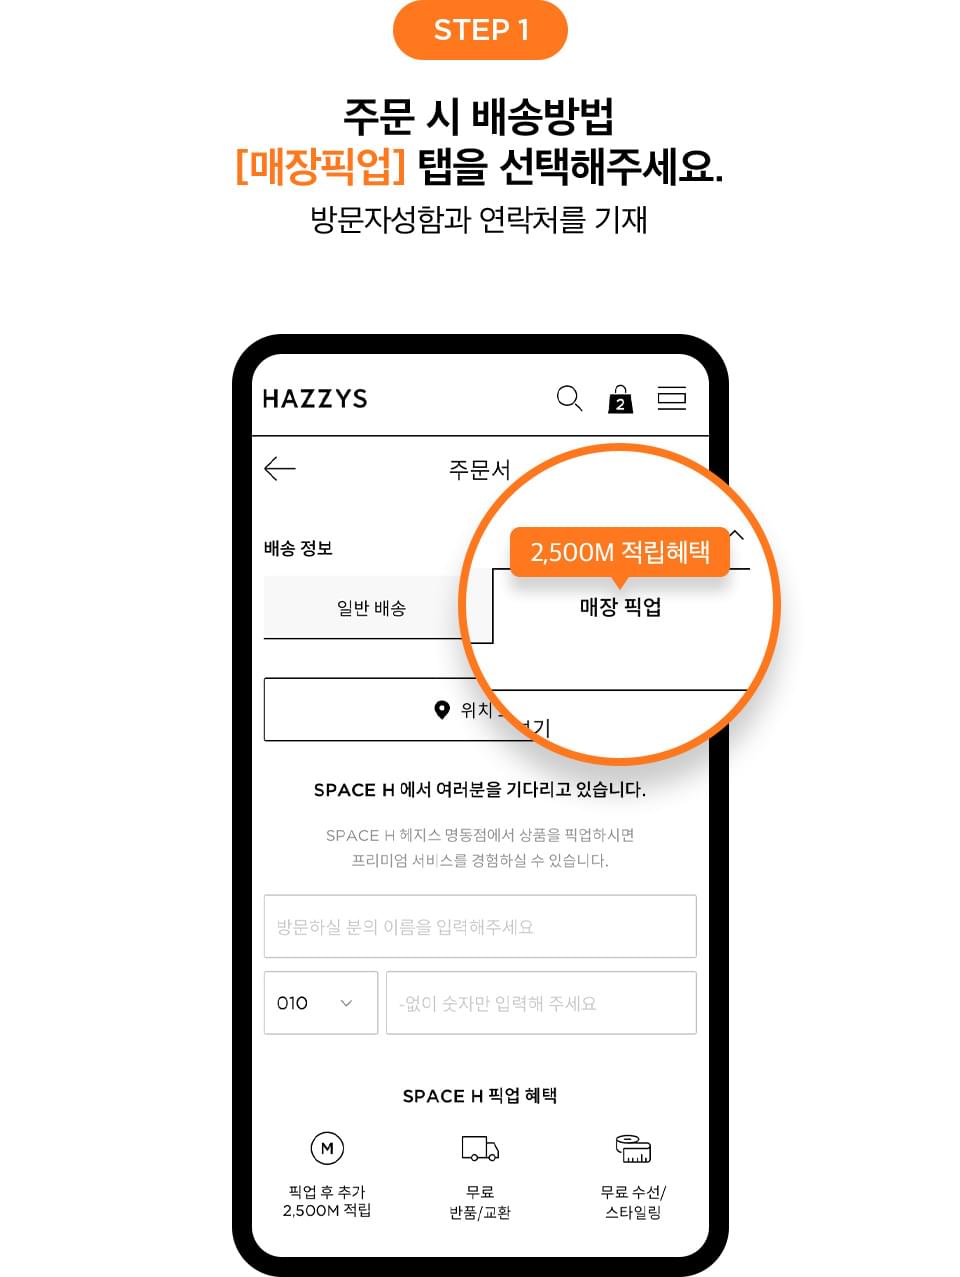 STEP 1
주문 시 배송방법
[매장픽업] 탭을 선택해주세요.
방문자성함과 연락처를 기재
HAZZYS
2
주문서
배송 정보
2,500M 적립혜택
일반 배송
매장 픽업
위치
기
SPACE H 에서 여러분을 기다리고 있습니다.
SPACE H 헤지스 명동점에서 상품을 픽업하시면
프리미엄 서비스를 경험하실 수 있습니다.
방문하실 분의 이름을 입력해주세요
010
-없이 숫자만 입력해 주세요
SPACE H 픽업 혜택
M
픽업 후 추가
2,500M 적립
무료
반품/교환
무료 수선/
스타일링